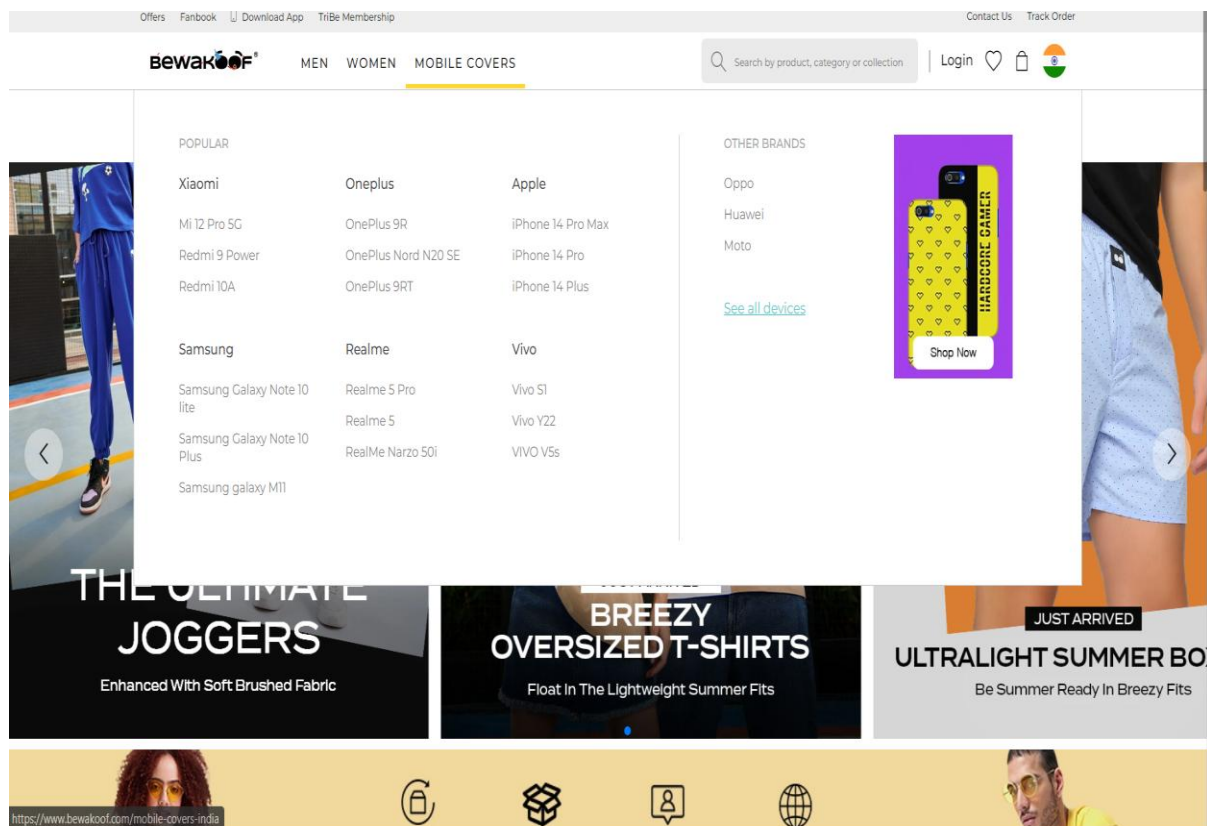 Offers Fanbook Download App TriBe Membership Contact Us Track Order
BEWAKOOF® MEN WOMEN MOBILE COVERS Search by product, category or collection Login
POPULAR
Xiaomi Oneplus Apple
Mi 12 Pro 5G OnePlus 9R iPhone 14 Pro Max
Redmi 9 Power OnePlus Nord N20 SE iPhone 14 Pro
Redmi 10A OnePlus 9RT iPhone 14 Plus
Samsung Realme Vivo
Samsung Galaxy Note 10 lite
Realme 5 Pro Vivo S1
Samsung Galaxy Note 10 Plus
Realme 5 Vivo Y22
Samsung galaxy M11
RealMe Narzo 50i VIVO V5s
OTHER BRANDS
Oppo
Huawei
Moto
See all devices
HARDCORE GAMER
Shop Now
THE ULTIMATE
JOGGERS
Enhanced With Soft Brushed Fabric
JUST ARRIVED
BREEZY
OVERSIZED T-SHIRTS
Float In The Lightweight Summer Fits
JUST ARRIVED
ULTRALIGHT SUMMER BO
Be Summer Ready In Breezy Fits
https://www.bewakoof.com/mobile-covers-india